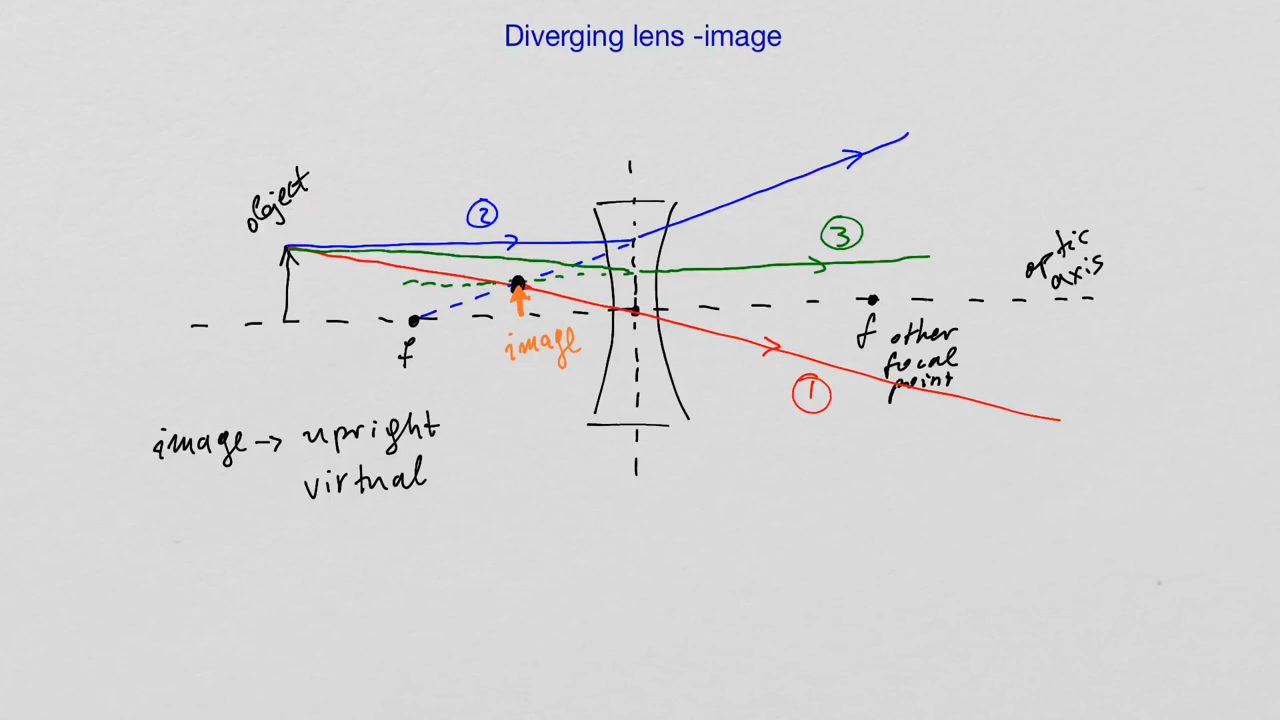 Diverging lens -image
object
2
3
optic
axis
f
image
f other
focal
point
1
image → upright
virtual